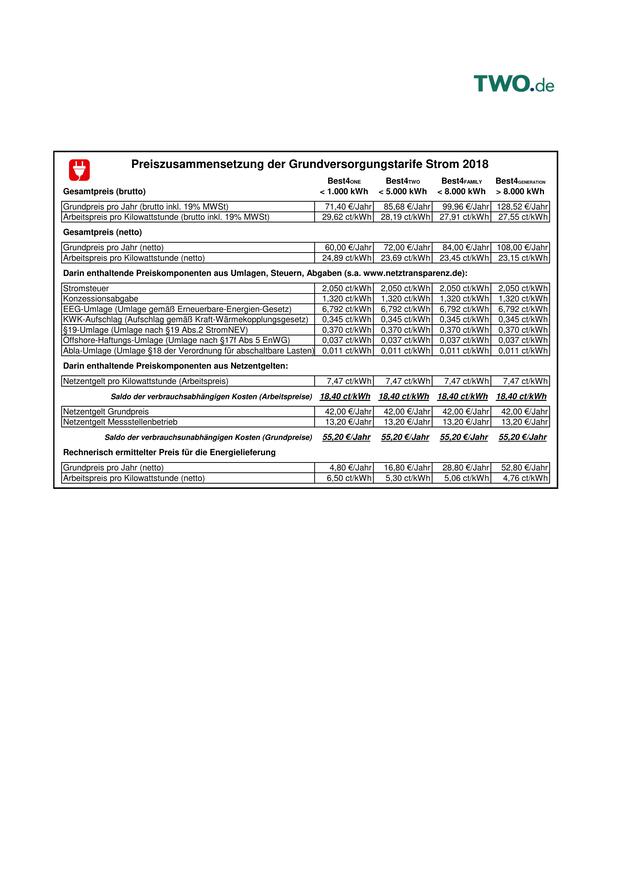 TWO.de
Preiszusammensetzung der Grundversorgungstarife Strom 2018
Best4ONE Best4TWO Best4FAMILY Best4GENERATION
Gesamtpreis (brutto) < 1.000 kWh < 5.000 kWh < 8.000 kWh > 8.000 kWh
Grundpreis pro Jahr (brutto inkl. 19% MWSt) 71,40 €/Jahr 85,68 €/Jahr 99,96 €/Jahr 128,52 €/Jahr
Arbeitspreis pro Kilowattstunde (brutto inkl. 19% MWSt) 29,62 ct/kWh 28,19 ct/kWh 27,91 ct/kWh 27,55 ct/kWh
Gesamtpreis (netto)
Grundpreis pro Jahr (netto) 60,00 €/Jahr 72,00 €/Jahr 84,00 €/Jahr 108,00 €/Jahr
Arbeitspreis pro Kilowattstunde (netto) 24,89 ct/kWh 23,69 ct/kWh 23,45 ct/kWh 23,15 ct/kWh
Darin enthaltende Preiskomponenten aus Umlagen, Steuern, Abgaben (s.a. www.netztransparenz.de):
Stromsteuer 2,050 ct/kWh 2,050 ct/kWh 2,050 ct/kWh 2,050 ct/kWh
Konzessionsabgabe 1,320 ct/kWh 1,320 ct/kWh 1,320 ct/kWh 1,320 ct/kWh
EEG-Umlage (Umlage gemäß Erneuerbare-Energien-Gesetz) 6,792 ct/kWh 6,792 ct/kWh 6,792 ct/kWh 6,792 ct/kWh
KWK-Aufschlag (Aufschlag gemäß Kraft-Wärmekopplungsgesetz) 0,345 ct/kWh 0,345 ct/kWh 0,345 ct/kWh 0,345 ct/kWh
§19-Umlage (Umlage nach §19 Abs.2 StromNEV) 0,370 ct/kWh 0,370 ct/kWh 0,370 ct/kWh 0,370 ct/kWh
Offshore-Haftungs-Umlage (Umlage nach §17f Abs 5 EnWG) 0,037 ct/kWh 0,037 ct/kWh 0,037 ct/kWh 0,037 ct/kWh
Abla-Umlage (Umlage §18 der Verordnung für abschaltbare Lasten) 0,011 ct/kWh 0,011 ct/kWh 0,011 ct/kWh 0,011 ct/kWh
Darin enthaltende Preiskomponenten aus Netzentgelten:
Netzentgelt pro Kilowattstunde (Arbeitspreis) 7,47 ct/kWh 7,47 ct/kWh 7,47 ct/kWh 7,47 ct/kWh
Saldo der verbrauchsabhängigen Kosten (Arbeitspreise) 18,40 ct/kWh 18,40 ct/kWh 18,40 ct/kWh 18,40 ct/kWh
Netzentgelt Grundpreis 42,00 €/Jahr 42,00 €/Jahr 42,00 €/Jahr 42,00 €/Jahr
Netzentgelt Messstellenbetrieb 13,20 €/Jahr 13,20 €/Jahr 13,20 €/Jahr 13,20 €/Jahr
Saldo der verbrauchsunabhängigen Kosten (Grundpreise) 55,20 €/Jahr 55,20 €/Jahr 55,20 €/Jahr 55,20 €/Jahr
Rechnerisch ermittelter Preis für die Energielieferung
Grundpreis pro Jahr (netto) 4,80 €/Jahr 16,80 €/Jahr 28,80 €/Jahr 52,80 €/Jahr
Arbeitspreis pro Kilowattstunde (netto) 6,50 ct/kWh 5,30 ct/kWh 5,06 ct/kWh 4,76 ct/kWh